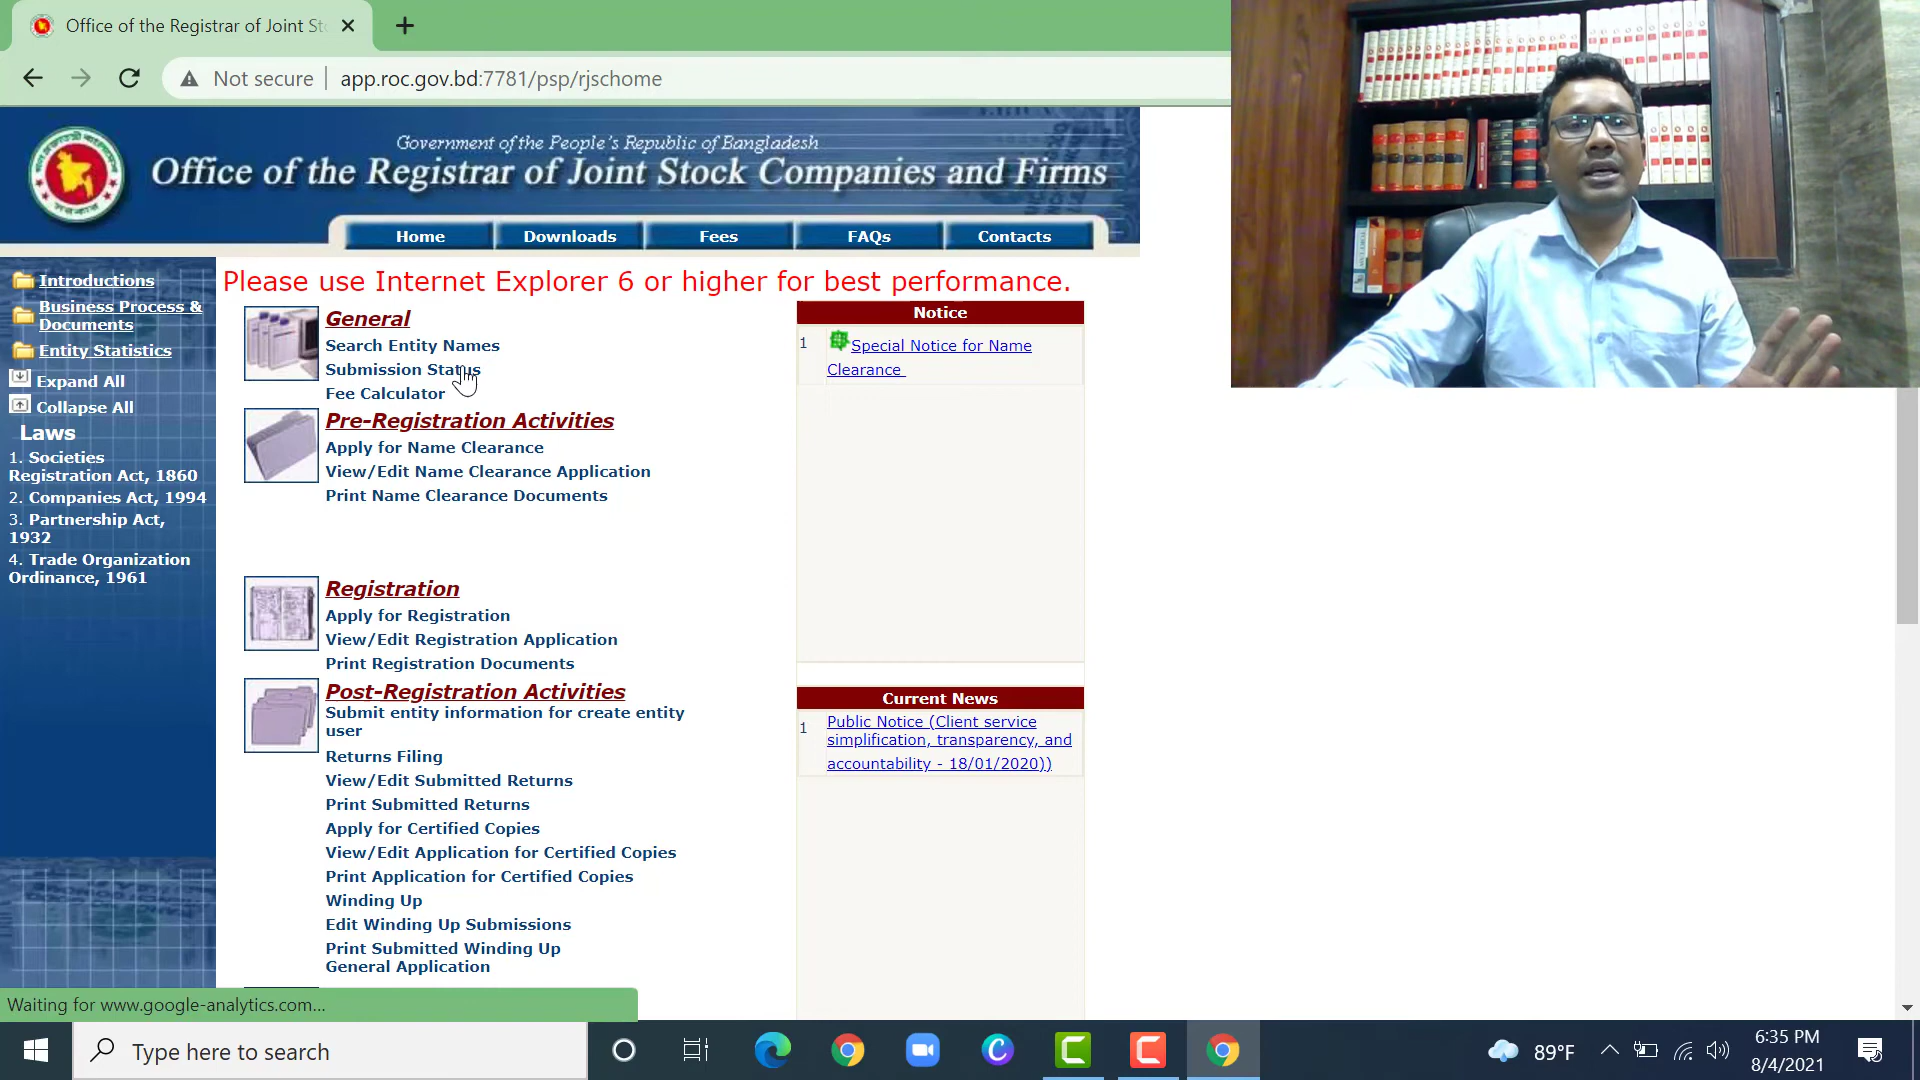 Office of the Registrar of Joint St
Not secure
app.roc.gov.bd:7781/psp/rjschome
Government of the People's Republic of Bangladesh
Office of the Registrar of Joint Stock Companies and Firms
Home
Downloads
Fees
FAQs
Contacts
Introductions
Business Process &
Documents
Entity Statistics
Expand All
Collapse All
Laws
1. Societies
Registration Act, 1860
2. Companies Act, 1994
3. Partnership Act,
1932
4. Trade Organization
Ordinance, 1961
Please use Internet Explorer 6 or higher for best performance.
General
Search Entity Names
Submission Status
Fee Calculator
Pre-Registration Activities
Apply for Name Clearance
View/Edit Name Clearance Application
Print Name Clearance Documents
Registration
Apply for Registration
View/Edit Registration Application
Print Registration Documents
Post-Registration Activities
Submit entity information for create entity
user
Returns Filing
View/Edit Submitted Returns
Print Submitted Returns
Apply for Certified Copies
View/Edit Application for Certified Copies
Print Application for Certified Copies
Winding Up
Edit Winding Up Submissions
Print Submitted Winding Up
General Application
Notice
1 Special Notice for Name
Clearance
Current News
1 Public Notice (Client service
simplification, transparency, and
accountability - 18/01/2020))
Waiting for www.google-analytics.com...
Type here to search
89°F
6:35 PM
8/4/2021